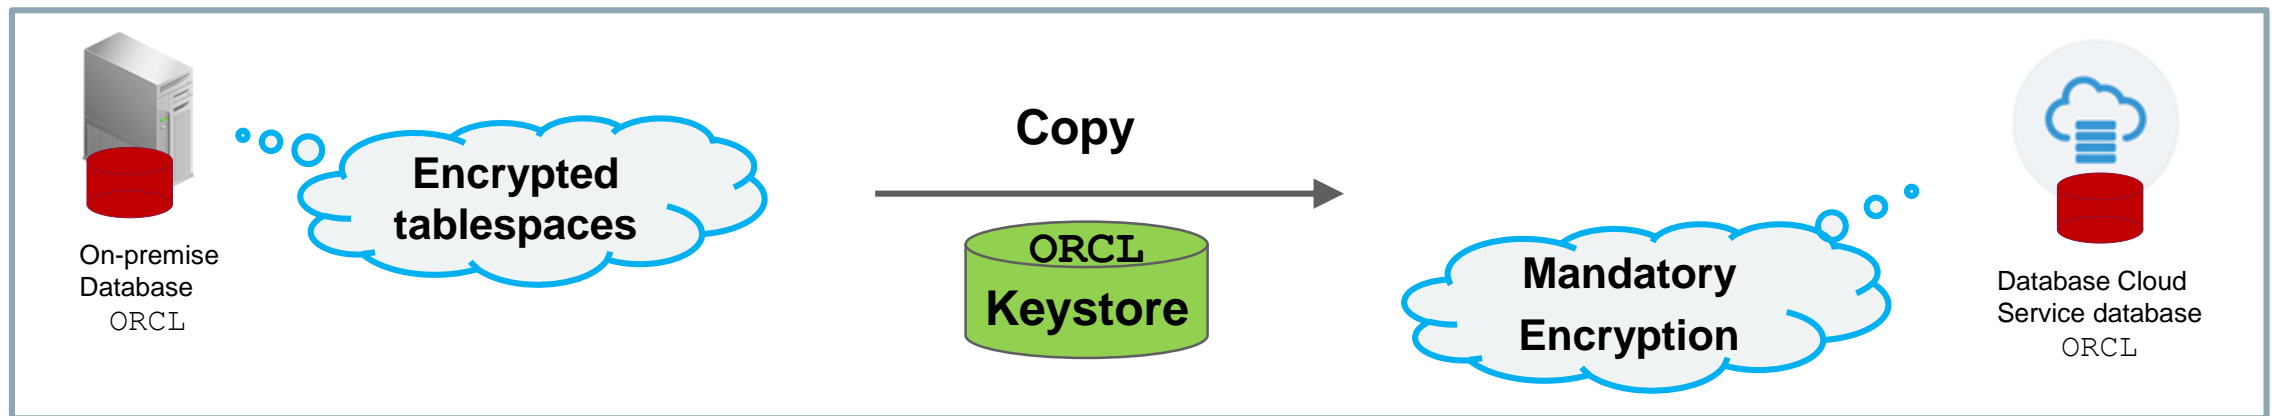 On-premise
Database
ORCL
Encrypted
tablespaces
Copy
ORCL
Keystore
Mandatory
Encryption
Database Cloud
Service database
ORCL